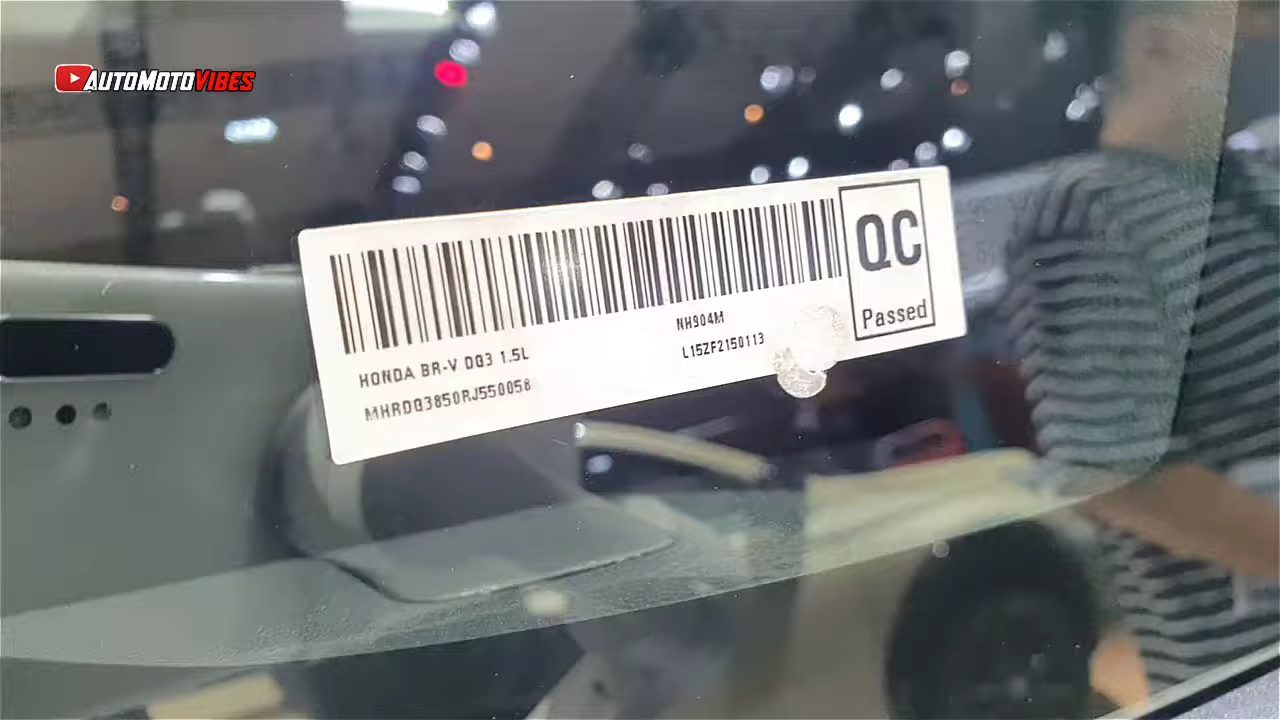 AUTOMOTOVIBES
HONDA BR-V DG3 1.5L
NH904M
MHRDG3850RJ550058
L15ZF2150113
QC
Passed